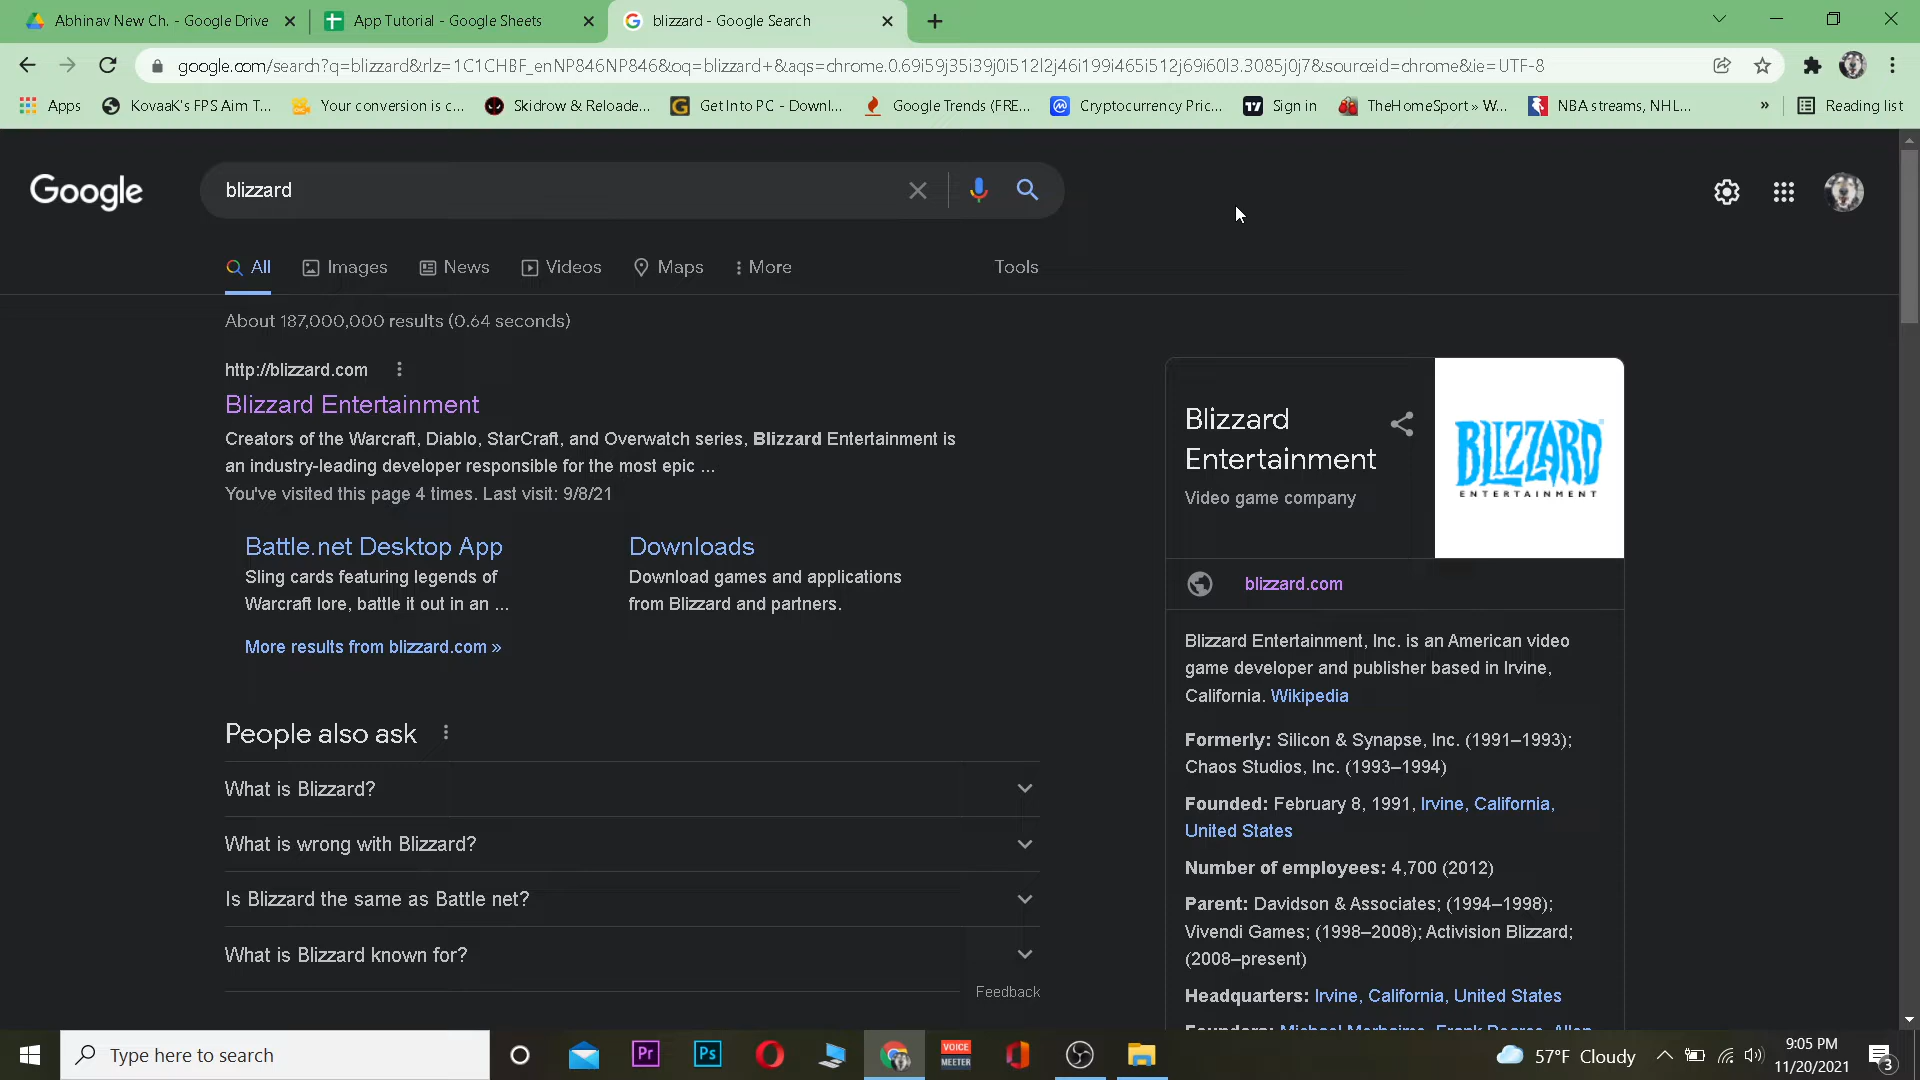 Abhinav New Ch. - Google Drive
App Tutorial - Google Sheets
blizzard - Google Search
google.com/search?q=blizzard&rlz=1C1CHBF_enNP846NP846&oq=blizzard+&aqs=chrome.0.69i59j35i39j0i512l2j46i199i465i512j69i60l3.3085j0j7&sourceid=chrome&ie=UTF-8
Apps
KovaaK's FPS Aim T...
Your conversion is c...
Skidrow & Reloade...
Get Into PC - Downl...
Google Trends (FRE...
Cryptocurrency Pric...
Sign in
TheHomeSport » W...
NBA streams, NHL...
»
Reading list
Google
blizzard
All
Images
News
Videos
Maps
More
Tools
About 187,000,000 results (0.64 seconds)
http://blizzard.com
Blizzard Entertainment
Creators of the Warcraft, Diablo, StarCraft, and Overwatch series, Blizzard Entertainment is
an industry-leading developer responsible for the most epic ...
You've visited this page 4 times. Last visit: 9/8/21
Battle.net Desktop App
Sling cards featuring legends of
Warcraft lore, battle it out in an ...
Downloads
Download games and applications
from Blizzard and partners.
More results from blizzard.com »
People also ask
What is Blizzard?
What is wrong with Blizzard?
Is Blizzard the same as Battle net?
What is Blizzard known for?
Feedback
Blizzard
Entertainment
Video game company
BLIZZARD
ENTERTAINMENT
blizzard.com
Blizzard Entertainment, Inc. is an American video
game developer and publisher based in Irvine,
California. Wikipedia
Formerly: Silicon & Synapse, Inc. (1991–1993);
Chaos Studios, Inc. (1993–1994)
Founded: February 8, 1991, Irvine, California,
United States
Number of employees: 4,700 (2012)
Parent: Davidson & Associates; (1994–1998);
Vivendi Games; (1998–2008); Activision Blizzard;
(2008–present)
Headquarters: Irvine, California, United States
Founders: Michael Morhaime, Frank Pearce, Allen
Type here to search
Pr
Ps
VOICE
MEETER
57°F Cloudy
9:05 PM
11/20/2021
3